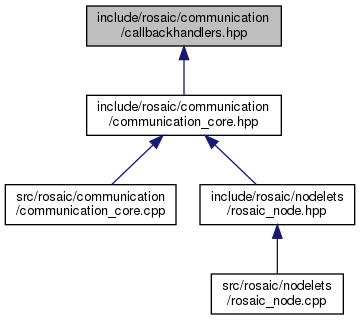 include/rosaic/communication
/callbackhandlers.hpp
include/rosaic/communication
/communication_core.hpp
src/rosaic/communication
/communication_core.cpp
include/rosaic/nodelets
/rosaic_node.hpp
src/rosaic/nodelets
/rosaic_node.cpp